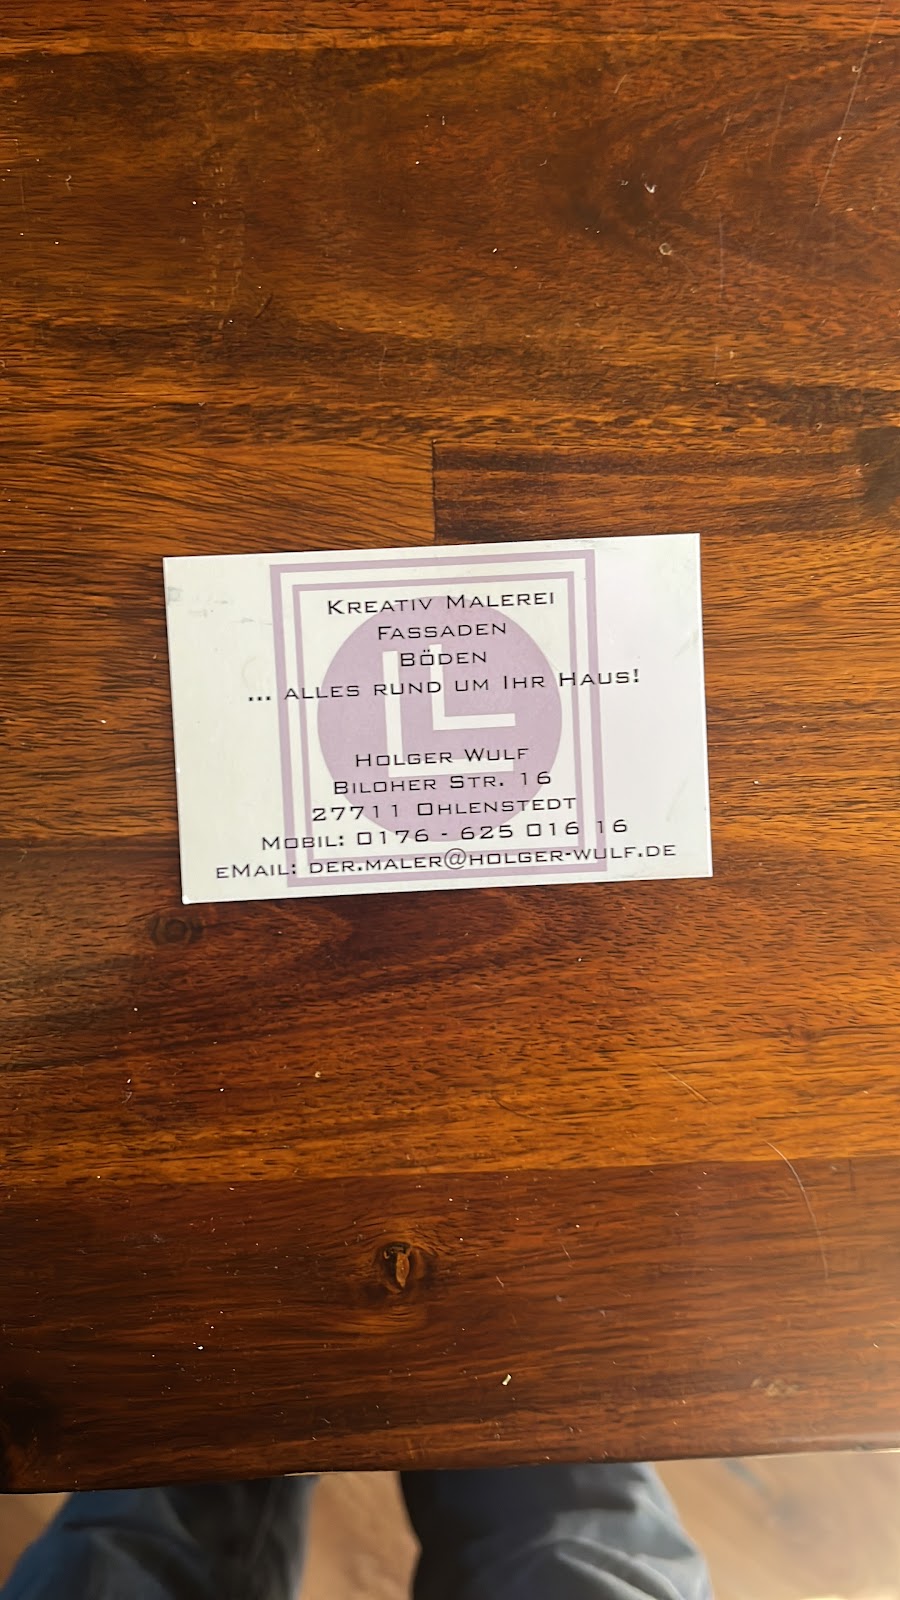 Kreativ Malerei
Fassaden
Böden
... alles rund um Ihr Haus!
Holger Wulf
Biloher Str. 16
27711 Ohlenstedt
Mobil: 0176 - 625 016 16
eMail: der.maler@holger-wulf.de